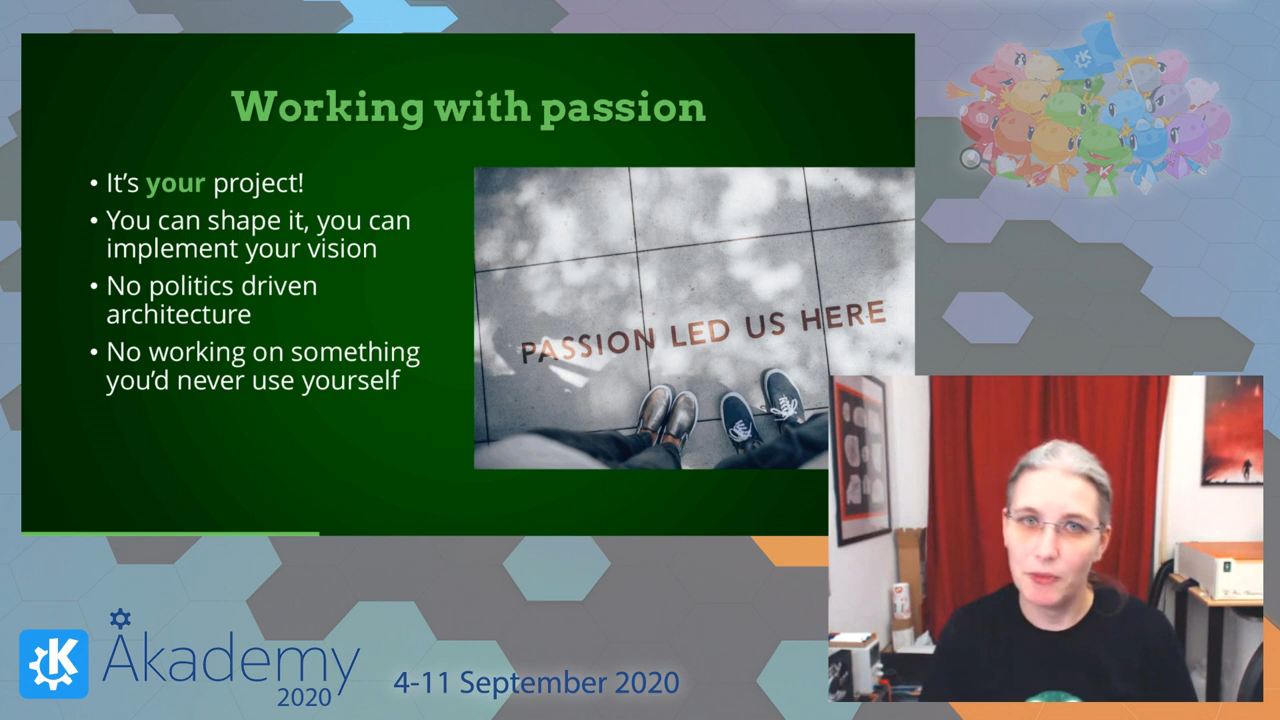 Working with passion
• It's your project!
• You can shape it, you can
implement your vision
• No politics driven
architecture
• No working on something
you'd never use yourself
PASSION LED US HERE
K
Akademy
2020
4-11 September 2020